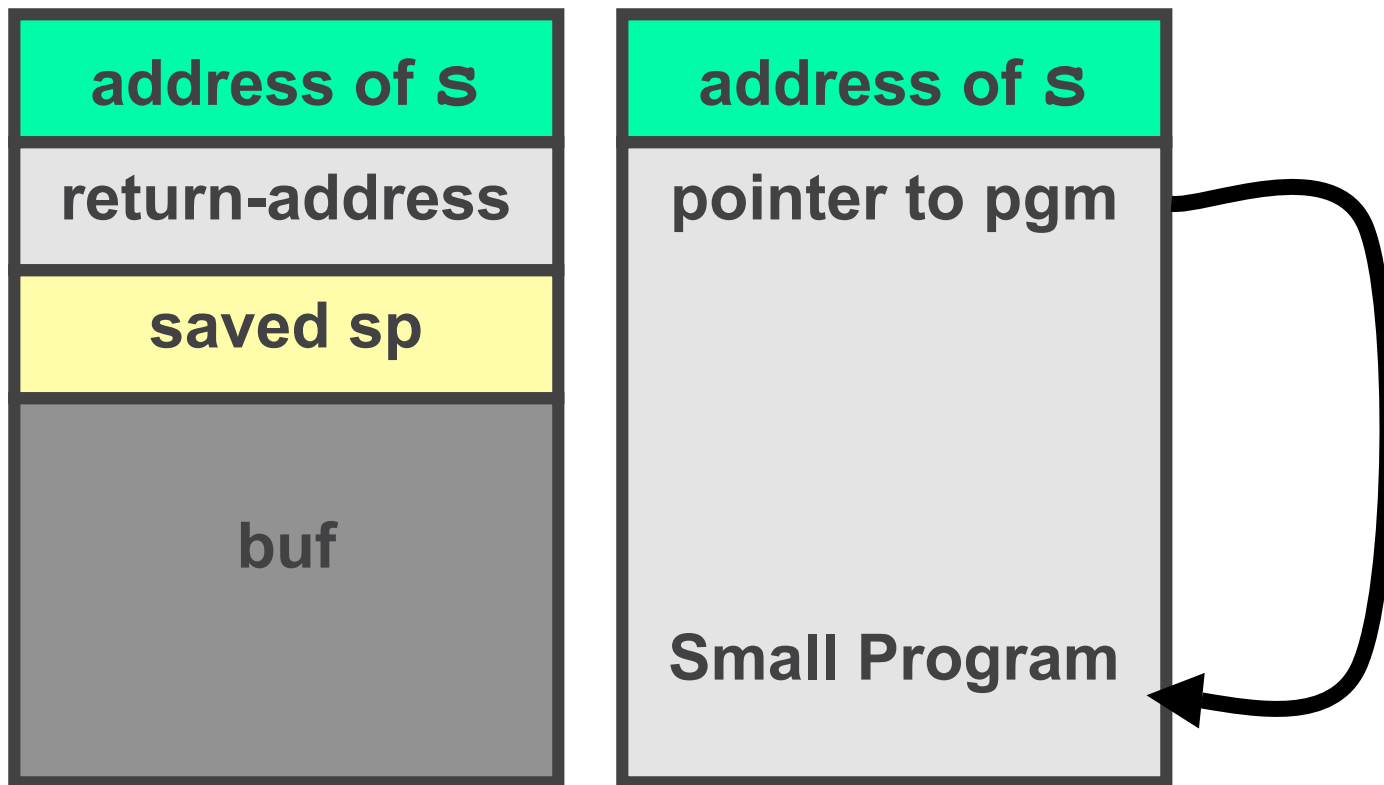 address of s
return-address
saved sp
buf
address of s
pointer to pgm
Small Program